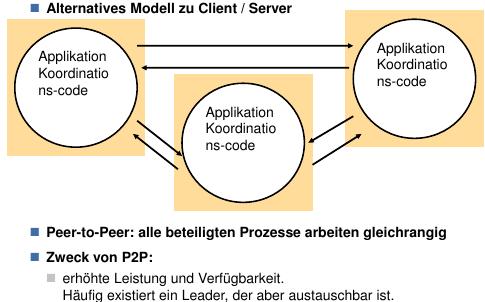 Alternatives Modell zu Client / Server
Applikation
Koordinatio
ns-code
Applikation
Koordinatio
ns-code
Applikation
Koordinatio
ns-code
Peer-to-Peer: alle beteiligten Prozesse arbeiten gleichrangig
Zweck von P2P:
erhöhte Leistung und Verfügbarkeit.
Häufig existiert ein Leader, der aber austauschbar ist.